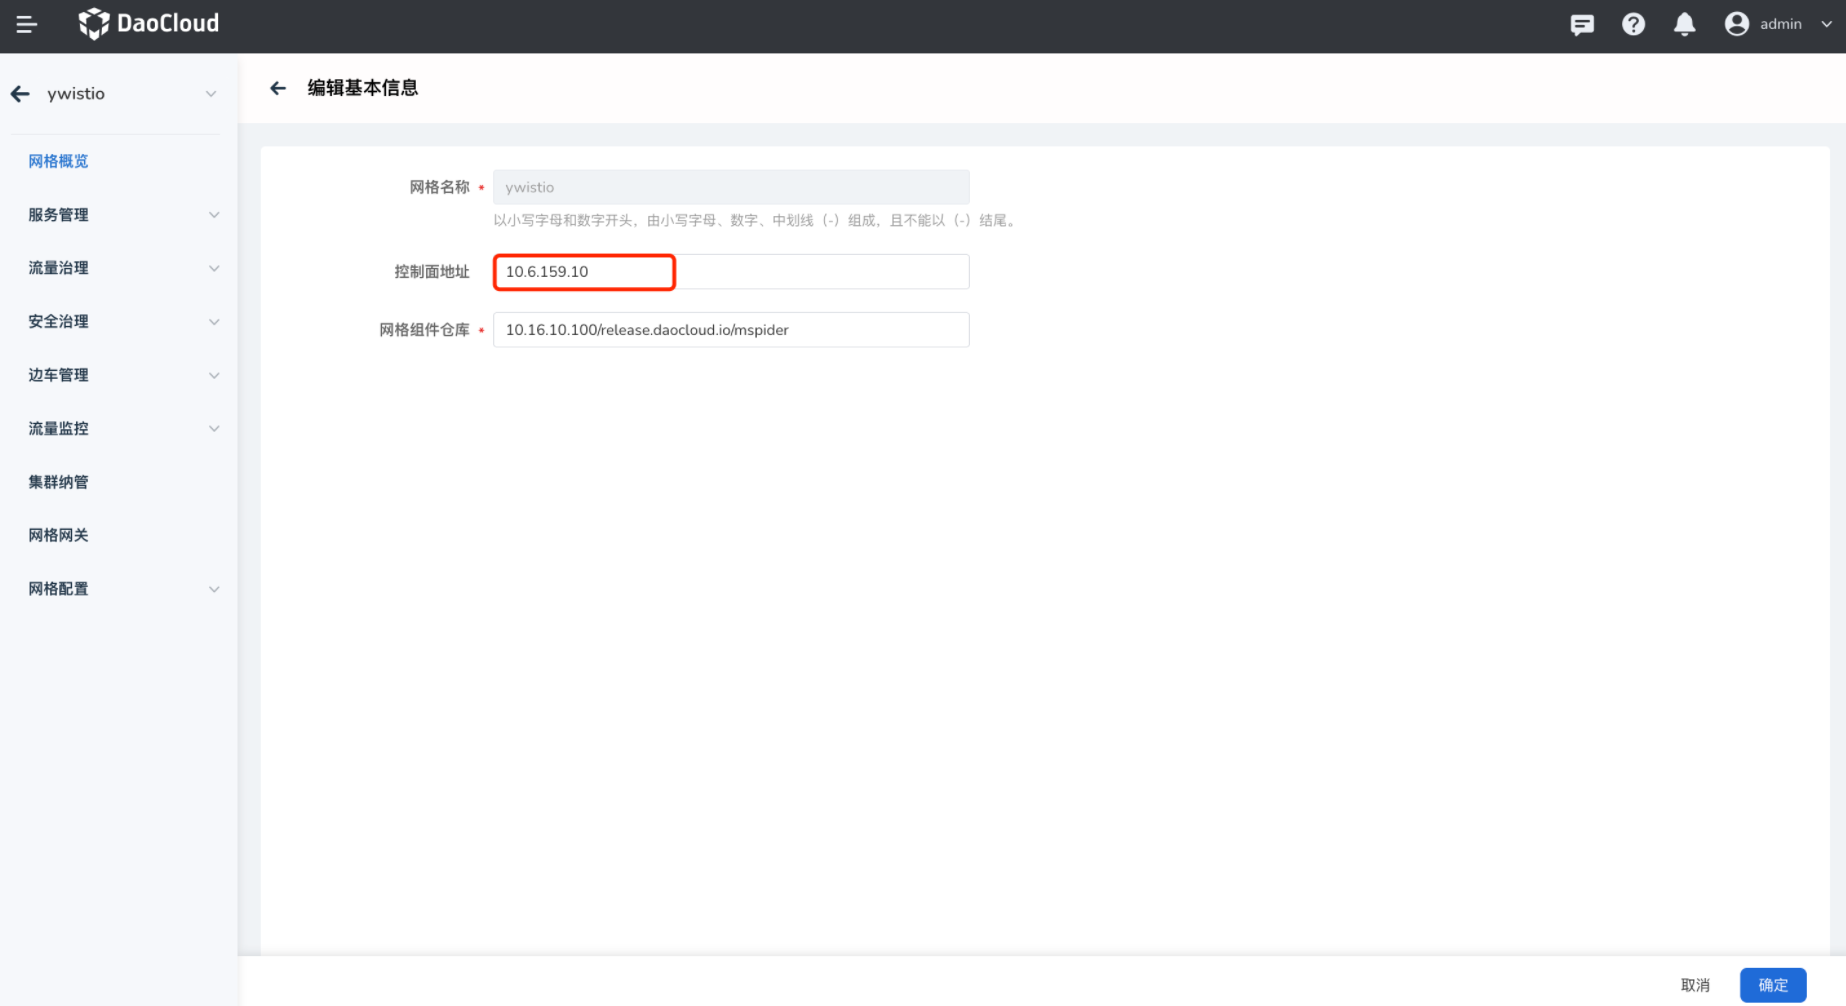 DaoCloud
admin
ywistio
编辑基本信息
网格概览
服务管理
流量治理
安全治理
边车管理
流量监控
集群纳管
网格网关
网格配置
网格名称 • ywistio
以小写字母和数字开头，由小写字母、数字、中划线（-）组成，且不能以（-）结尾。
控制面地址 10.6.159.10
网格组件仓库 • 10.16.10.100/release.daocloud.io/mspider
取消 确定